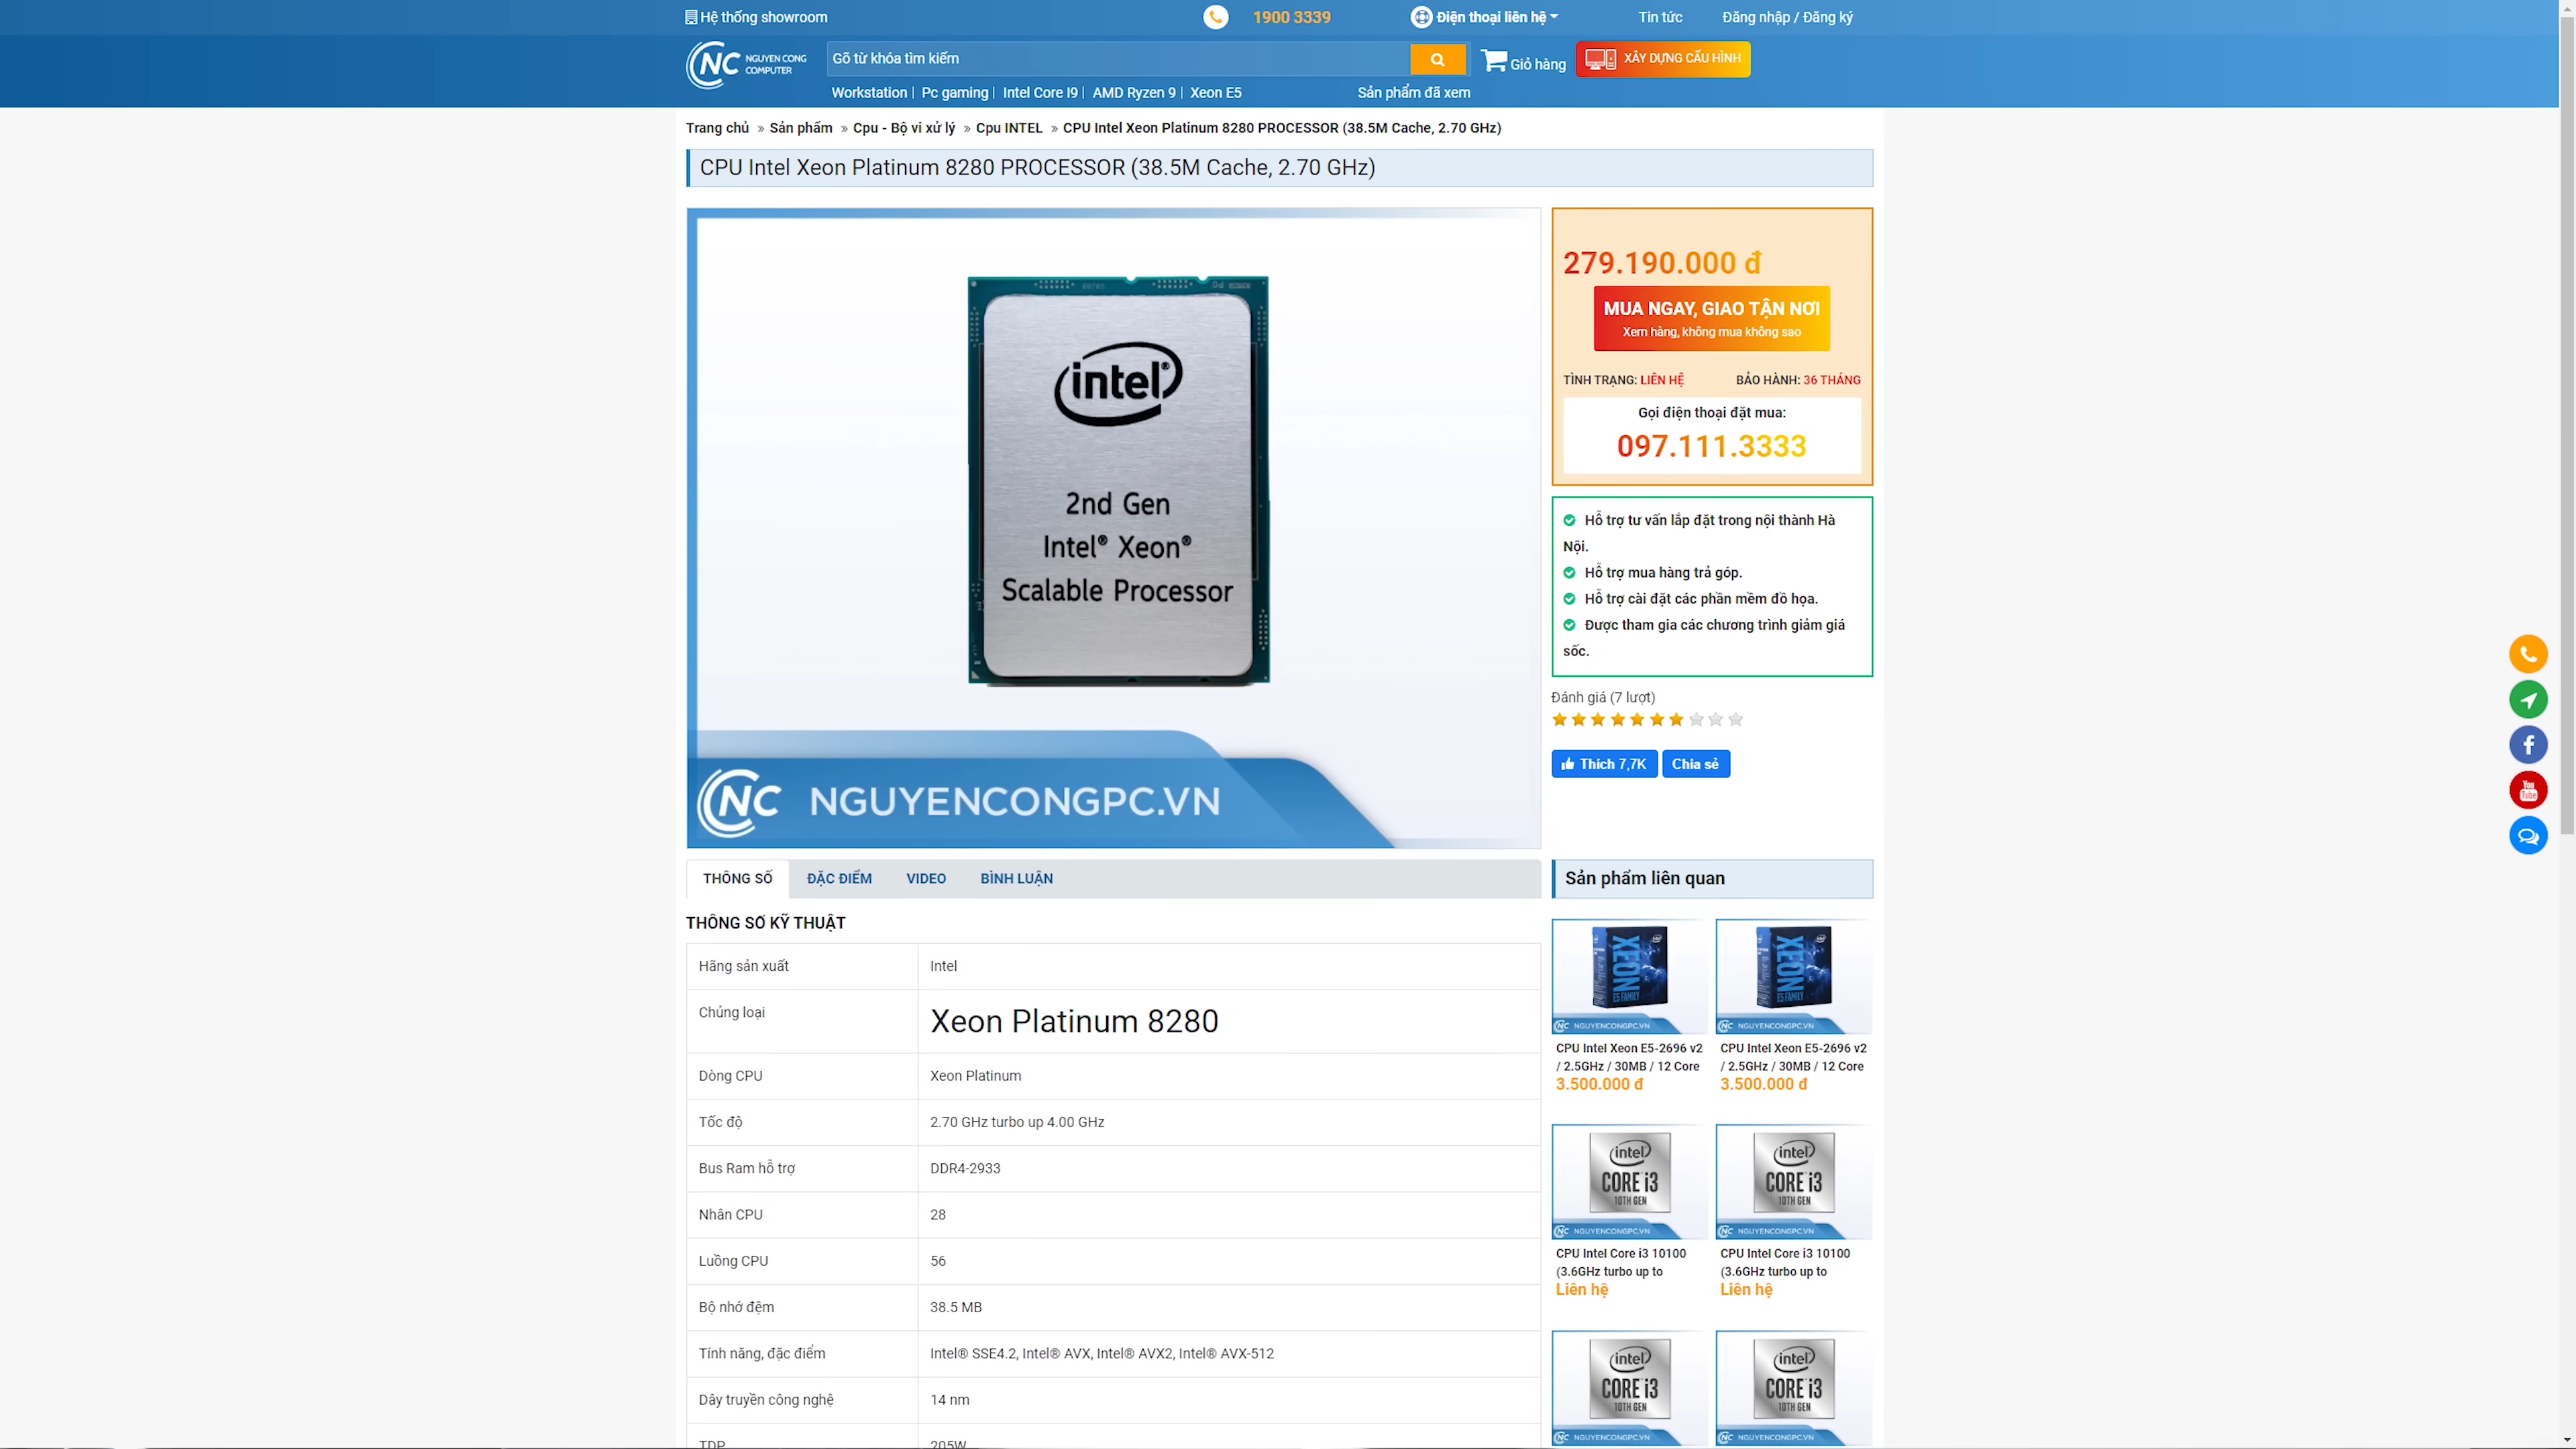 Hệ thống showroom
1900 3339
Điện thoại liên hệ
Tin tức
Đăng nhập / Đăng ký
NC NGUYEN CONG
COMPUTER
Gõ từ khóa tìm kiếm
Giỏ hàng
XÂY DỰNG CẤU HÌNH
Workstation | Pc gaming | Intel Core I9 | AMD Ryzen 9 | Xeon E5
Sản phẩm đã xem
Trang chủ » Sản phẩm » Cpu - Bộ vi xử lý » Cpu INTEL » CPU Intel Xeon Platinum 8280 PROCESSOR (38.5M Cache, 2.70 GHz)
CPU Intel Xeon Platinum 8280 PROCESSOR (38.5M Cache, 2.70 GHz)
intel®
2nd Gen
Intel® Xeon®
Scalable Processor
NC NGUYENCONGPC.VN
279.190.000 đ
MUA NGAY, GIAO TẬN NƠI
Xem hàng, không mua không sao
TÌNH TRẠNG: LIÊN HỆ
BẢO HÀNH: 36 THÁNG
Gọi điện thoại đặt mua:
097.111.3333
Hỗ trợ tư vấn lắp đặt trong nội thành Hà
Nội.
Hỗ trợ mua hàng trả góp.
Hỗ trợ cài đặt các phần mềm đồ họa.
Được tham gia các chương trình giảm giá
sốc.
Đánh giá (7 lượt)
Thích 7,7K
Chia sẻ
You
Tube
THÔNG SỐ
ĐẶC ĐIỂM
VIDEO
BÌNH LUẬN
THÔNG SỐ KỸ THUẬT
Hãng sản xuất
Intel
Chủng loại
Xeon Platinum 8280
Dòng CPU
Xeon Platinum
Tốc độ
2.70 GHz turbo up 4.00 GHz
Bus Ram hỗ trợ
DDR4-2933
Nhân CPU
28
Luồng CPU
56
Bộ nhớ đệm
38.5 MB
Tính năng, đặc điểm
Intel® SSE4.2, Intel® AVX, Intel® AVX2, Intel® AVX-512
Dây truyền công nghệ
14 nm
TDP
205W
Sản phẩm liên quan
XEON
E5 FAMILY
NC NGUYENCONGPC.VN
CPU Intel Xeon E5-2696 v2
/ 2.5GHz / 30MB / 12 Core
3.500.000 đ
XEON
E5 FAMILY
NC NGUYENCONGPC.VN
CPU Intel Xeon E5-2696 v2
/ 2.5GHz / 30MB / 12 Core
3.500.000 đ
intel
CORE i3
10TH GEN
NC NGUYENCONGPC.VN
CPU Intel Core i3 10100
(3.6GHz turbo up to
Liên hệ
intel
CORE i3
10TH GEN
NC NGUYENCONGPC.VN
CPU Intel Core i3 10100
(3.6GHz turbo up to
Liên hệ
intel
CORE i3
10TH GEN
NC NGUYENCONGPC.VN
intel
CORE i3
10TH GEN
NC NGUYENCONGPC.VN